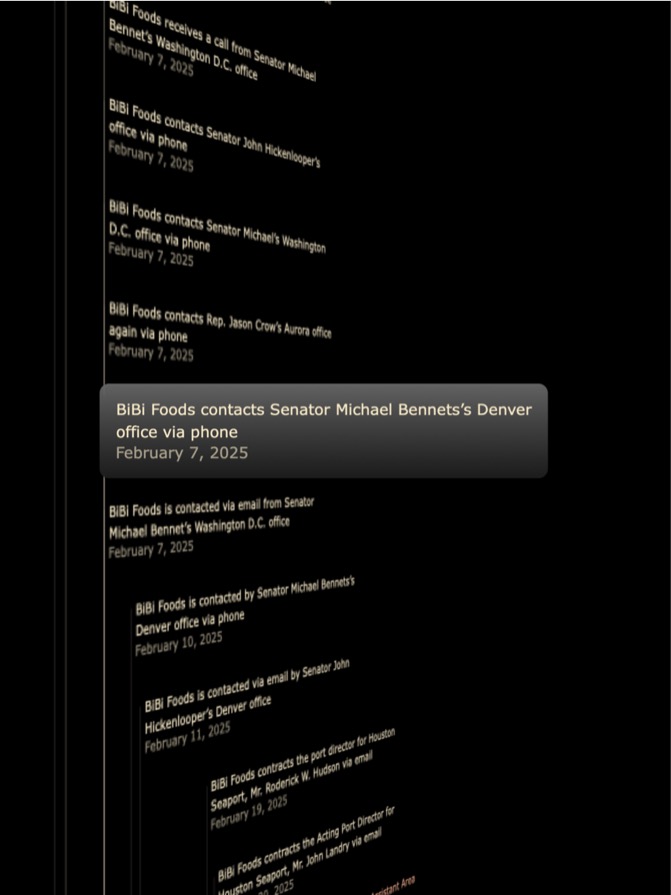 BiBi Foods receives a call from Senator Michael
Bennet's Washington D.C. office
February 7, 2025
BiBi Foods contacts Senator John Hickenlooper's
office via phone
February 7, 2025
BiBi Foods contacts Senator Michael's Washington
D.C. office via phone
February 7, 2025
BiBi Foods contacts Rep. Jason Crow's Aurora office
again via phone
February 7, 2025
BiBi Foods contacts Senator Michael Bennets’s Denver
office via phone
February 7, 2025
BiBi Foods is contacted via email from Senator
Michael Bennet's Washington D.C. office
February 7, 2025
BiBi Foods is contacted by Senator Michael Bennets's
Denver office via phone
February 10, 2025
BiBi Foods is contacted via email by Senator John
Hickenlooper's Denver office
February 11, 2025
BiBi Foods contracts the port director for Houston
Seaport, Mr. Roderick W. Hudson via email
February 19, 2025
BiBi Foods contracts the Acting Port Director for
Houston Seaport, Mr. John Landry via email
2025
Area